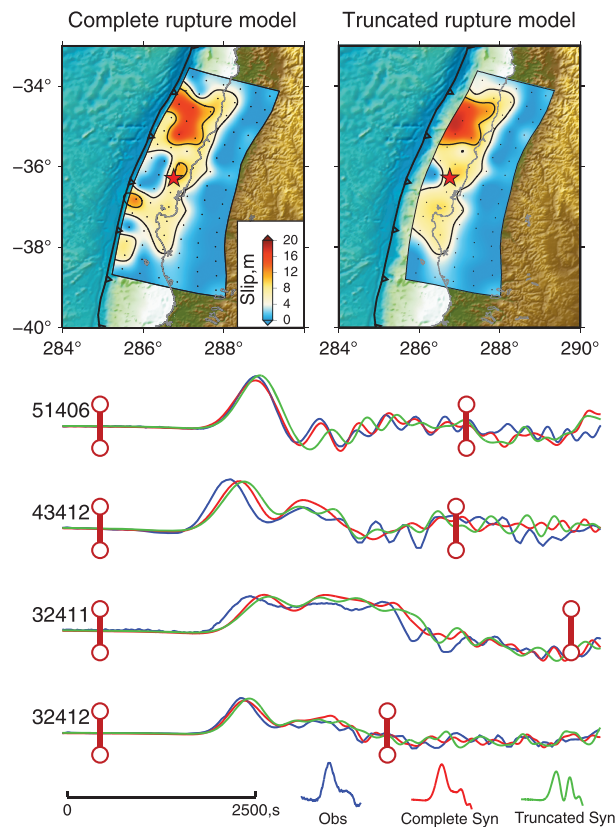 Complete rupture model Truncated rupture model
−34°
−36°
−38°
−40°
Slip,m
20
16
12
8
4
0
284° 286° 288° 284° 286° 288° 290°
51406
43412
32411
32412
0 2500,s
Obs Complete Syn Truncated Syn